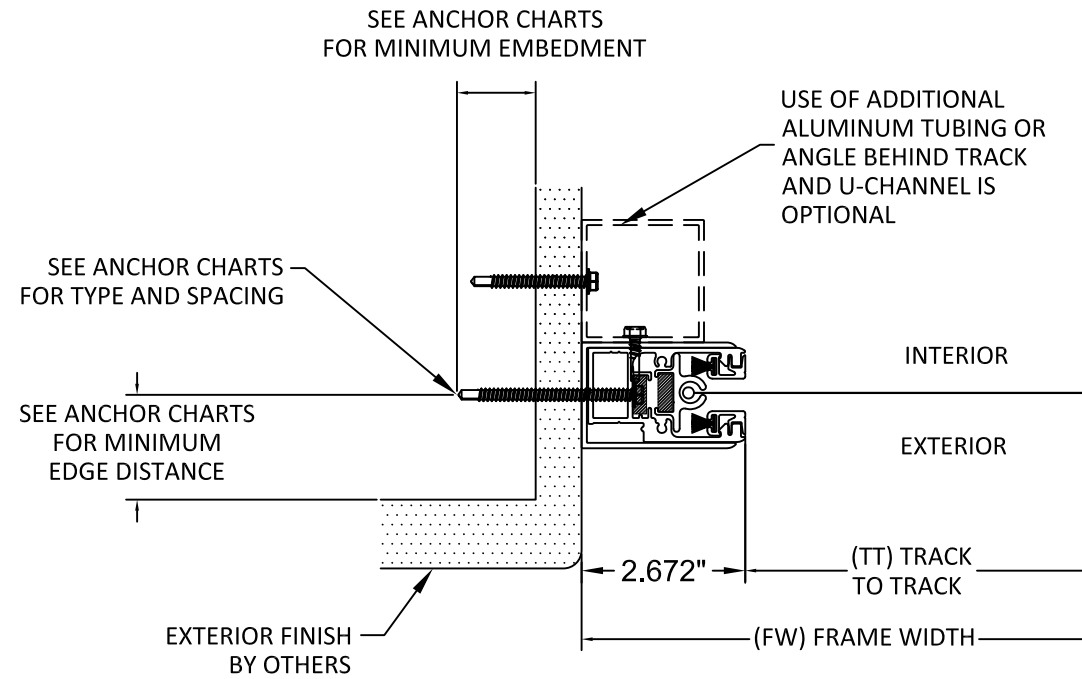 SEE ANCHOR CHARTS
FOR MINIMUM EMBEDMENT
USE OF ADDITIONAL
ALUMINUM TUBING OR
ANGLE BEHIND TRACK
AND U-CHANNEL IS
OPTIONAL
SEE ANCHOR CHARTS
FOR TYPE AND SPACING
INTERIOR
SEE ANCHOR CHARTS
FOR MINIMUM
EDGE DISTANCE
EXTERIOR
2.672"
(TT) TRACK
TO TRACK
EXTERIOR FINISH
BY OTHERS
(FW) FRAME WIDTH